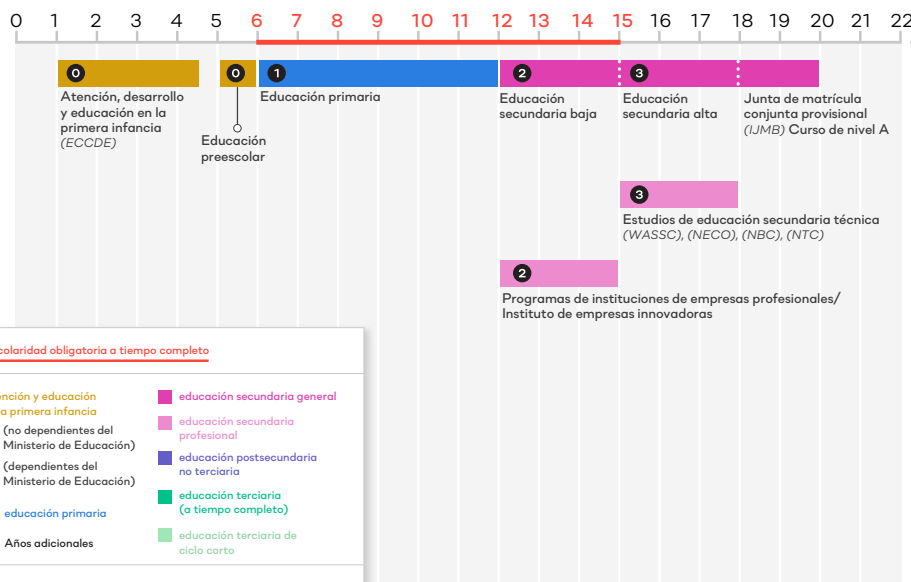 0 1 2 3 4 5 6 7 8 9 10 11 12 13 14 15 16 17 18 19 20 21 22
0 0 1 2 3
Atención, desarrollo
y educación en la
primera infancia
(ECCDE)
Educación
preescolar
Educación primaria
Educación
secundaria baja
Educación
secundaria alta
Junta de matrícula
conjunta provisional
(IJMB) Curso de nivel A
3
Estudios de educación secundaria técnica
(WASSC), (NECO), (NBC), (NTC)
2
Programas de instituciones de empresas profesionales/
Instituto de empresas innovadoras
colaridad obligatoria a tiempo completo
nción y educación
a primera infancia
(no dependientes del
Ministerio de Educación)
(dependientes del
Ministerio de Educación)
educación primaria
Años adicionales
educación secundaria general
educación secundaria
profesional
educación postsecundaria
no terciaria
educación terciaria
(a tiempo completo)
educación terciaria de
ciclo corto